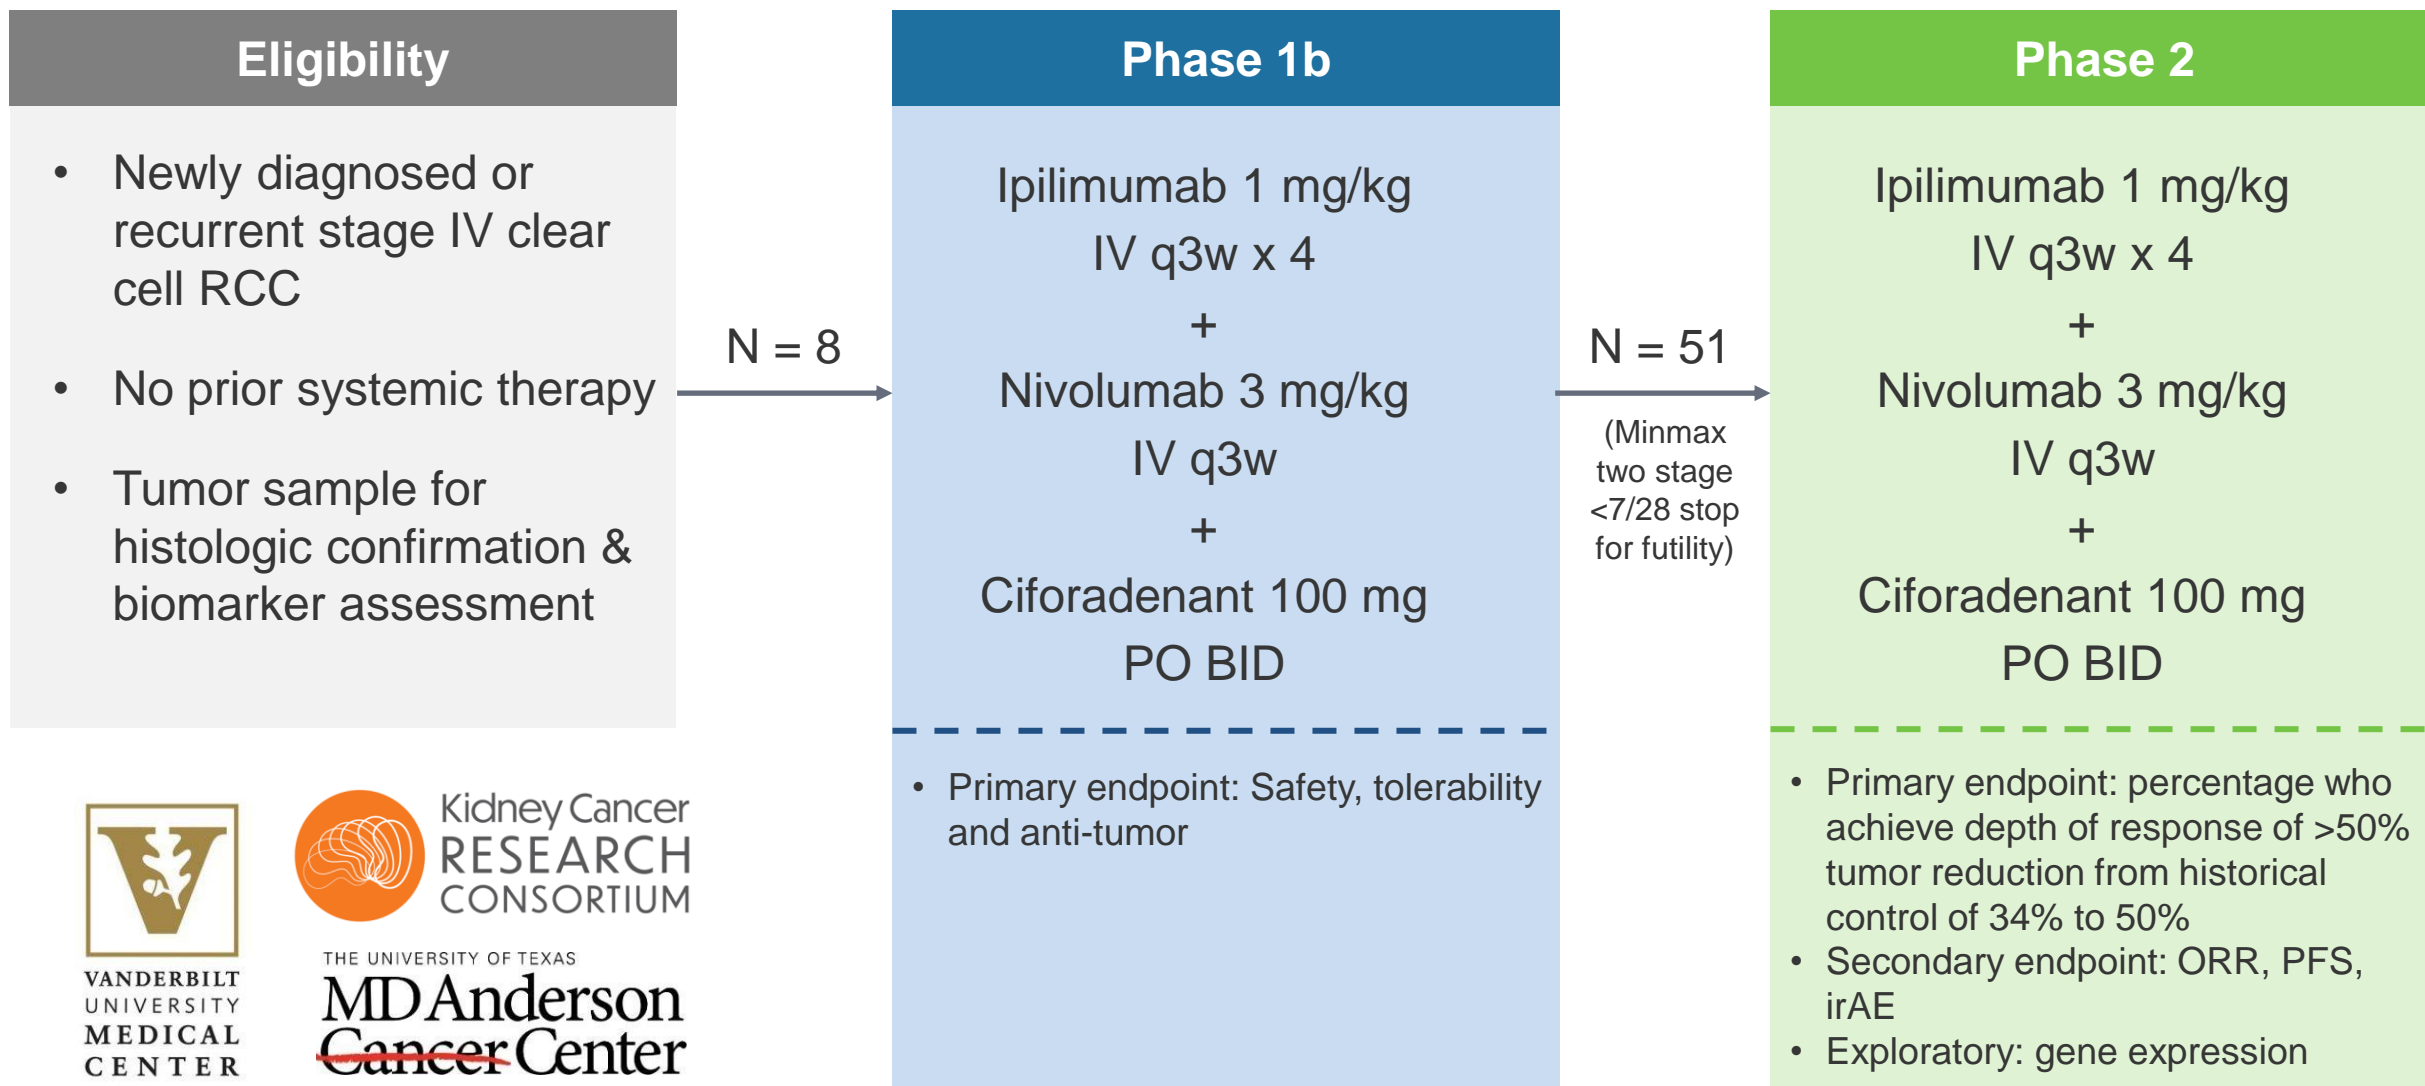 Eligibility
• Newly diagnosed or
recurrent stage IV clear
cell RCC
• No prior systemic therapy
• Tumor sample for
histologic confirmation &
biomarker assessment
N = 8
Phase 1b
Ipilimumab 1 mg/kg
IV q3w x 4
+
Nivolumab 3 mg/kg
IV q3w
+
Ciforadenant 100 mg
PO BID
• Primary endpoint: Safety, tolerability
and anti-tumor
N = 51
(Minmax
two stage
<7/28 stop
for futility)
Phase 2
Ipilimumab 1 mg/kg
IV q3w x 4
+
Nivolumab 3 mg/kg
IV q3w
+
Ciforadenant 100 mg
PO BID
• Primary endpoint: percentage who
achieve depth of response of >50%
tumor reduction from historical
control of 34% to 50%
• Secondary endpoint: ORR, PFS,
irAE
• Exploratory: gene expression
V
VANDERBILT
UNIVERSITY
MEDICAL
CENTER
Kidney Cancer
RESEARCH
CONSORTIUM
THE UNIVERSITY OF TEXAS
MD Anderson
Cancer Center